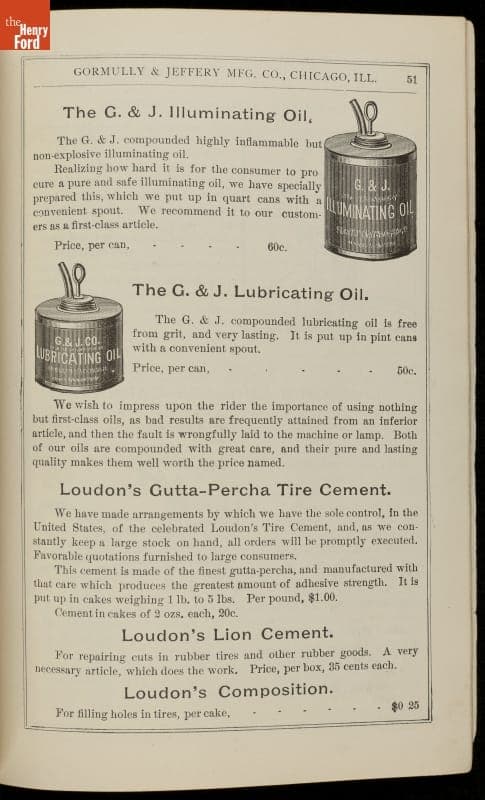 the
Henry
Ford
GORMULLY & JEFFERY MFG. CO., CHICAGO, ILL. 51
The G. & J. Illuminating Oil.
The G. & J. compounded highly inflammable but
non-explosive illuminating oil.
Realizing how hard it is for the consumer to pro
cure a pure and safe illuminating oil, we have specially
prepared this, which we put up in quart cans with a
convenient spout. We recommend it to our custom-
ers as a first-class article.
Price, per can, - - - - 60c.
G. & J.
ILLUMINATING OIL
The G. & J. Lubricating Oil.
G. & J. CO.
LUBRICATING OIL
The G. & J. compounded lubricating oil is free
from grit, and very lasting. It is put up in pint cans
with a convenient spout.
Price, per can, - - - - - 50c.
We wish to impress upon the rider the importance of using nothing
but first-class oils, as bad results are frequently attained from an inferior
article, and then the fault is wrongfully laid to the machine or lamp. Both
of our oils are compounded with great care, and their pure and lasting
quality makes them well worth the price named.
Loudon's Gutta-Percha Tire Cement.
We have made arrangements by which we have the sole control, in the
United States, of the celebrated Loudon's Tire Cement, and, as we con-
stantly keep a large stock on hand, all orders will be promptly executed.
Favorable quotations furnished to large consumers.
This cement is made of the finest gutta-percha, and manufactured with
that care which produces the greatest amount of adhesive strength. It is
put up in cakes weighing 1 lb. to 5 lbs. Per pound, $1.00.
Cement in cakes of 2 ozs. each, 20c.
Loudon's Lion Cement.
For repairing cuts in rubber tires and other rubber goods. A very
necessary article, which does the work. Price, per box, 35 cents each.
Loudon's Composition.
For filling holes in tires, per cake, - - - - - - $0 25